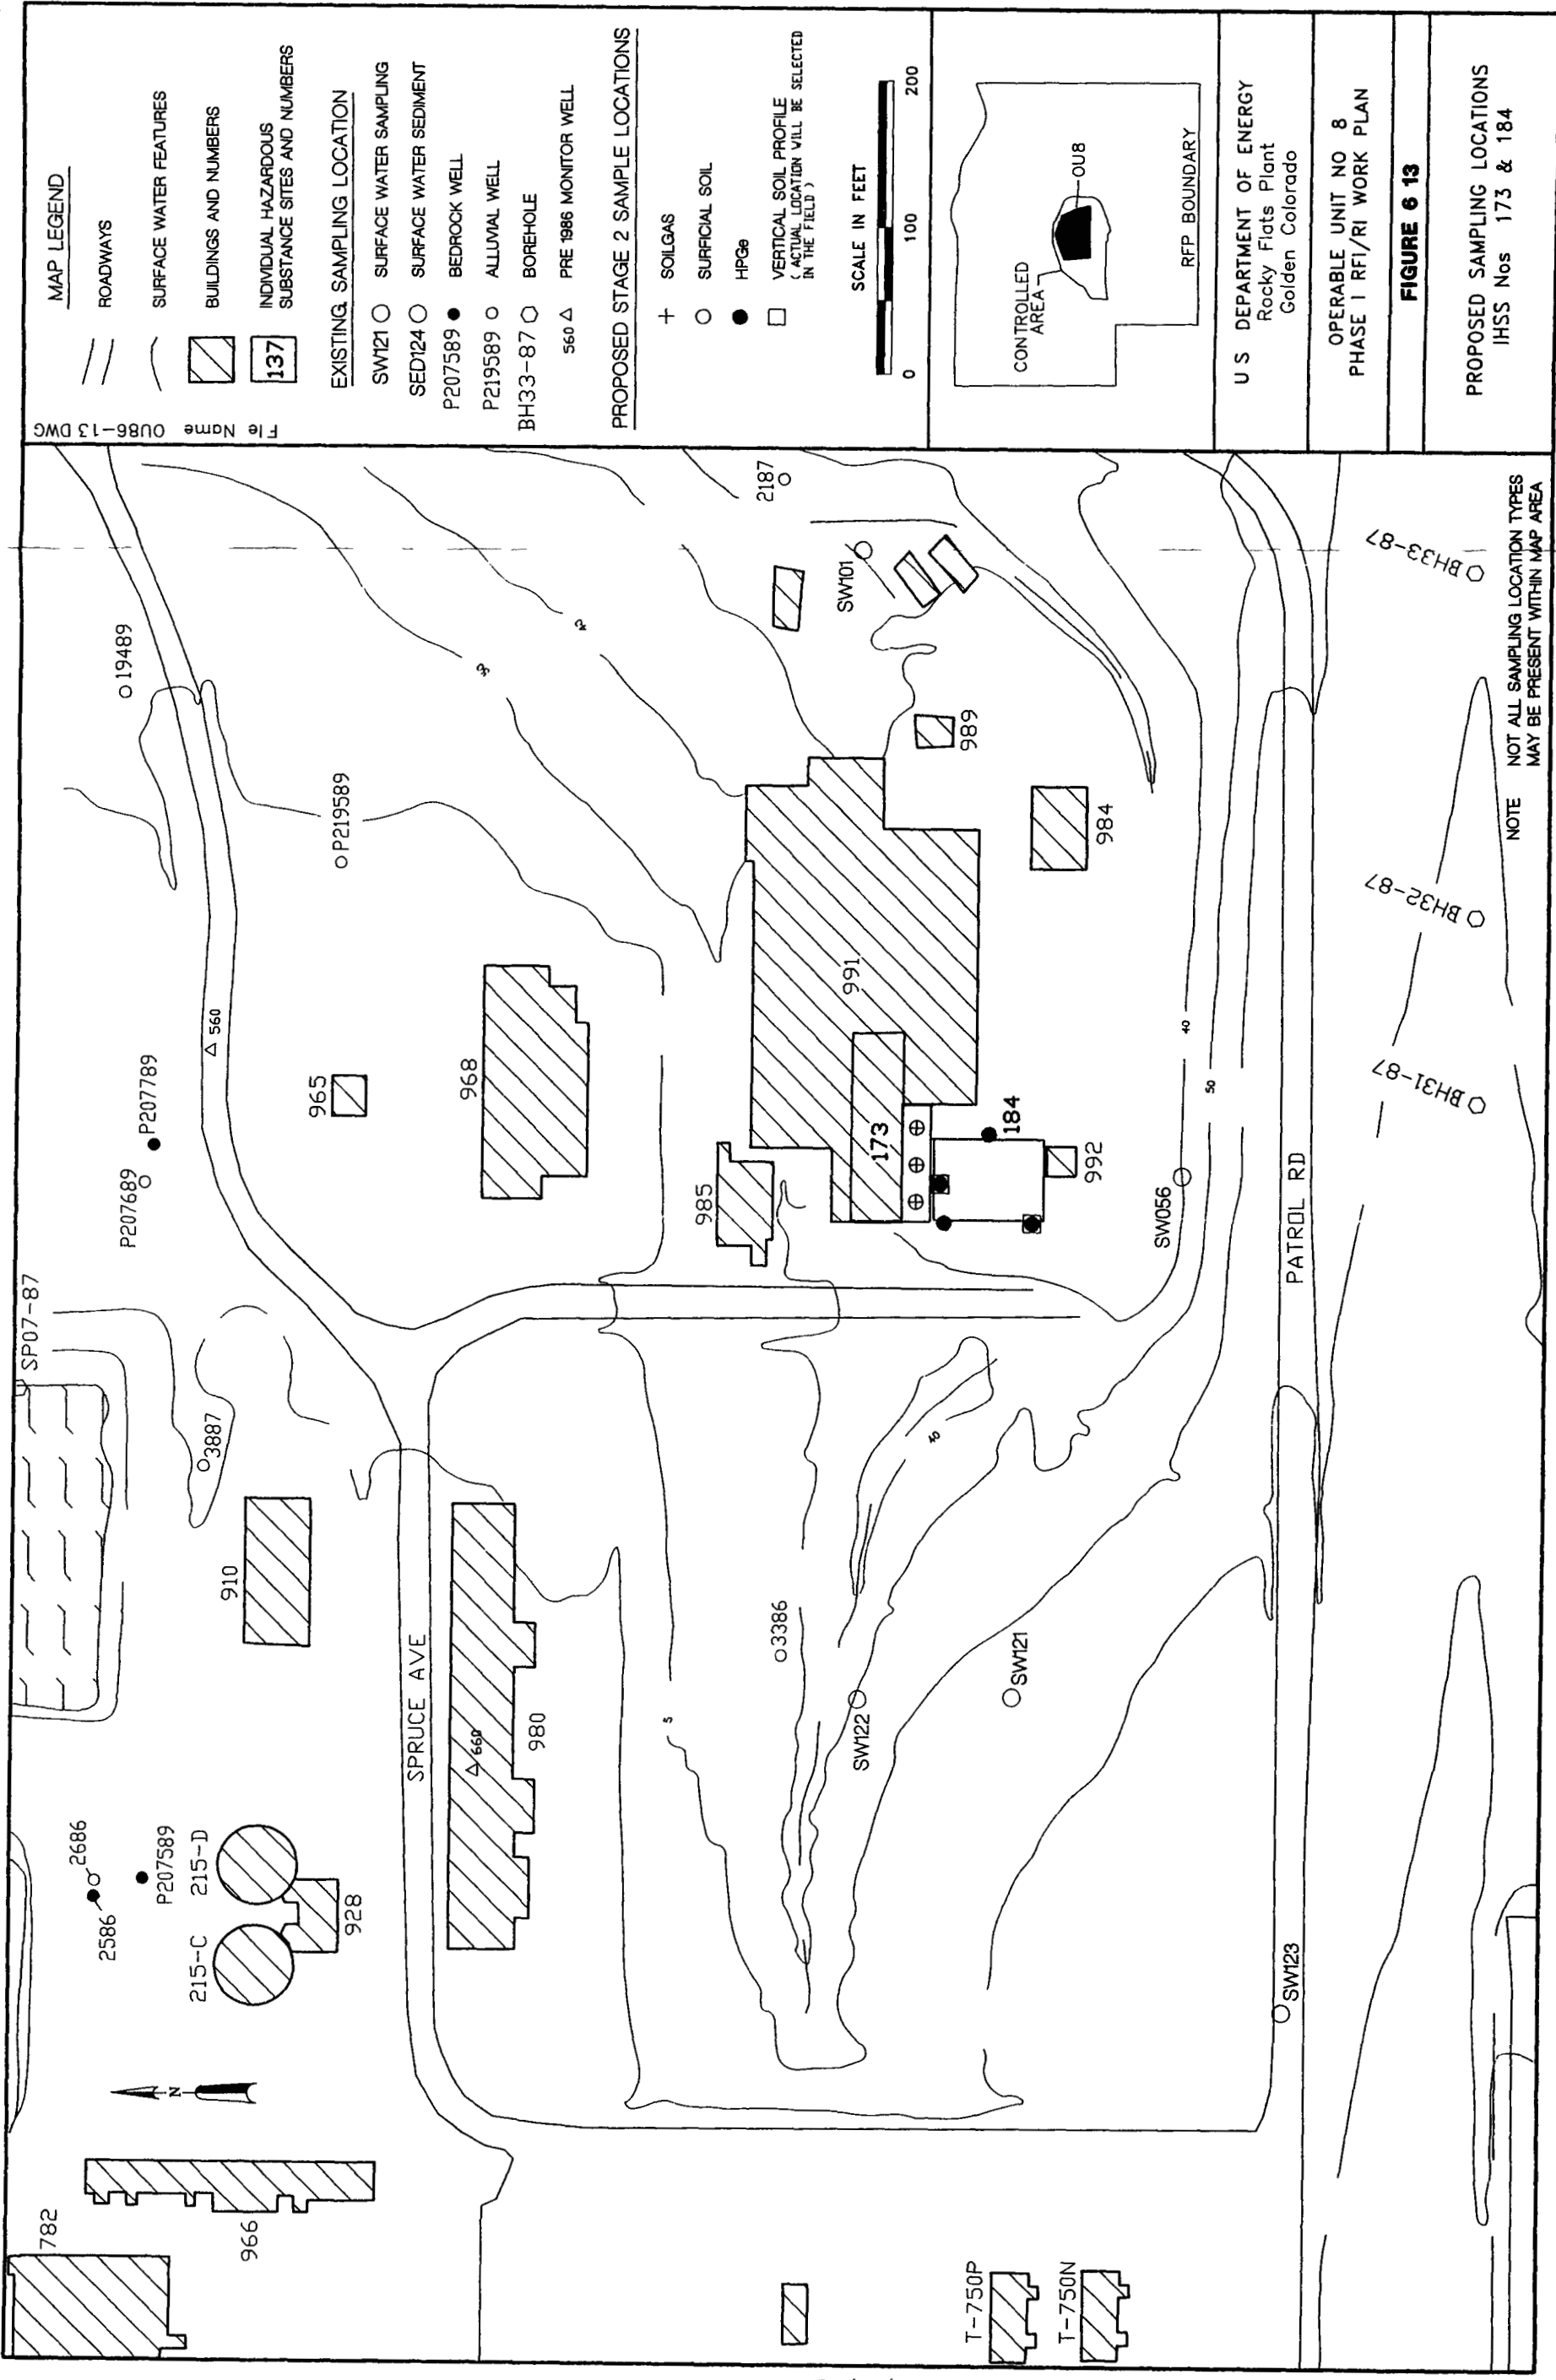 SP07-87
782
966
2586
2686
P207589
215-C
215-D
928
910
3887
P207689
P207789
560
19489
P219589
965
968
SPRUCE AVE
660
980
985
991
173
184
992
984
989
2187
SW101
3386
SW122
SW121
SW056
SW123
T-750P
T-750N
N
5
40
40
50
PATROL RD
BH31-87
BH32-87
BH33-87
NOTE NOT ALL SAMPLING LOCATION TYPES
MAY BE PRESENT WITHIN MAP AREA
File Name OU86-13 DWG
MAP LEGEND
ROADWAYS
SURFACE WATER FEATURES
BUILDINGS AND NUMBERS
137
INDIVIDUAL HAZARDOUS
SUBSTANCE SITES AND NUMBERS
EXISTING SAMPLING LOCATION
SW121 SURFACE WATER SAMPLING
SED124 SURFACE WATER SEDIMENT
P207589 BEDROCK WELL
P219589 ALLUVIAL WELL
BH33-87 BOREHOLE
560 PRE 1986 MONITOR WELL
PROPOSED STAGE 2 SAMPLE LOCATIONS
SOILGAS
SURFICIAL SOIL
HPGe
VERTICAL SOIL PROFILE
( ACTUAL LOCATION WILL BE SELECTED
IN THE FIELD )
SCALE IN FEET
0 100 200
CONTROLLED
AREA
OU8
RFP BOUNDARY
U S DEPARTMENT OF ENERGY
Rocky Flats Plant
Golden Colorado
OPERABLE UNIT NO 8
PHASE I RFI/RI WORK PLAN
FIGURE 6 13
PROPOSED SAMPLING LOCATIONS
IHSS Nos 173 & 184